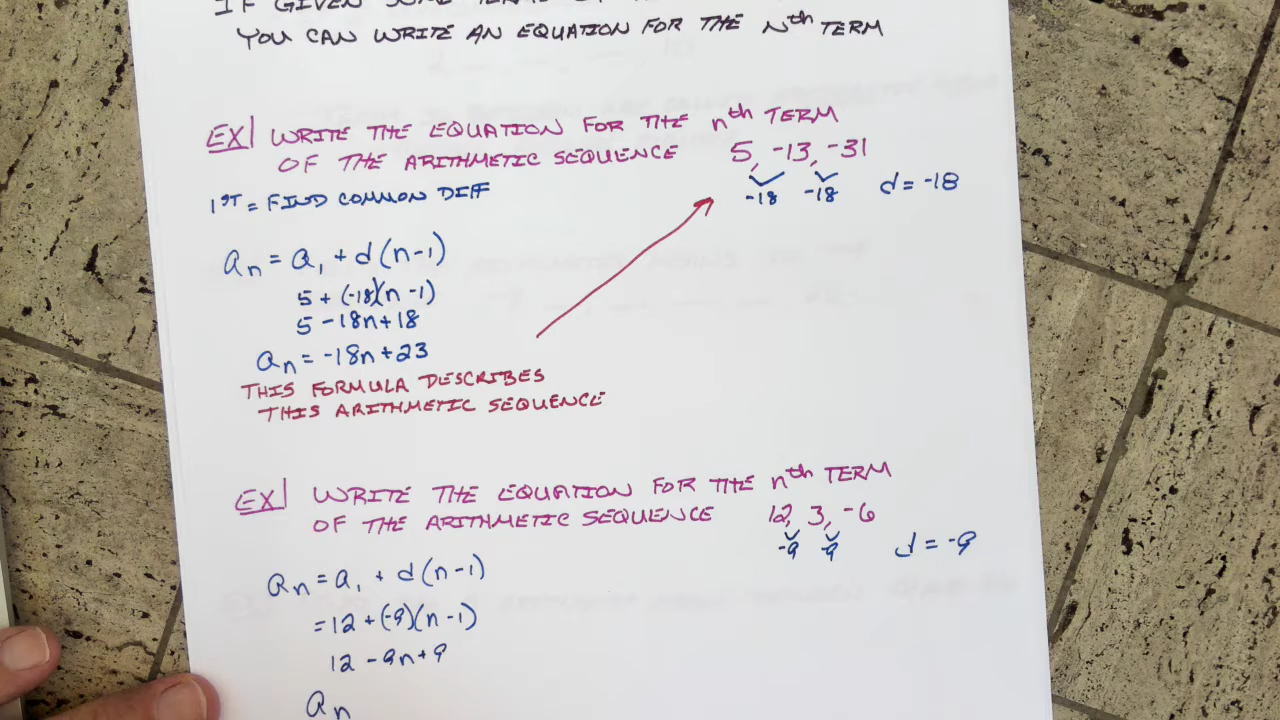 IF GIVEN SOME TERMS
YOU CAN WRITE AN EQUATION FOR THE Nth TERM
EX| WRITE THE EQUATION FOR THE nth TERM
OF THE ARITHMETIC SEQUENCE 5, -13, -31
-18 -18 d = -18
1ST = FIND COMMON DIFF
an = a1 + d(n-1)
5 + (-18)(n-1)
5 - 18n + 18
an = -18n + 23
THIS FORMULA DESCRIBES
THIS ARITHMETIC SEQUENCE
EX| WRITE THE EQUATION FOR THE nth TERM
OF THE ARITHMETIC SEQUENCE 12, 3, -6
-9 -9 d = -9
an = a1 + d(n-1)
= 12 + (-9)(n-1)
12 - 9n + 9
an